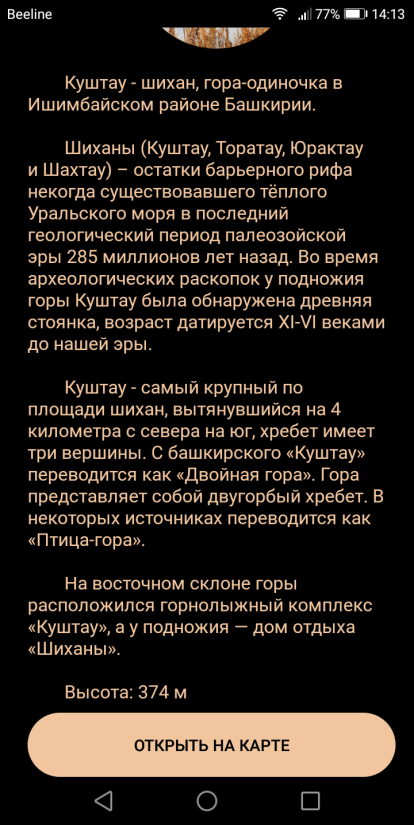 Beeline 77% 14:13
Куштау - шихан, гора-одиночка в
Ишимбайском районе Башкирии.
Шиханы (Куштау, Торатау, Юрактау
и Шахтау) – остатки барьерного рифа
некогда существовавшего тёплого
Уральского моря в последний
геологический период палеозойской
эры 285 миллионов лет назад. Во время
археологических раскопок у подножия
горы Куштау была обнаружена древняя
стоянка, возраст датируется XI-VI веками
до нашей эры.
Куштау - самый крупный по
площади шихан, вытянувшийся на 4
километра с севера на юг, хребет имеет
три вершины. С башкирского «Куштау»
переводится как «Двойная гора». Гора
представляет собой двугорбый хребет. В
некоторых источниках переводится как
«Птица-гора».
На восточном склоне горы
расположился горнолыжный комплекс
«Куштау», а у подножия — дом отдыха
«Шиханы».
Высота: 374 м
ОТКРЫТЬ НА КАРТЕ